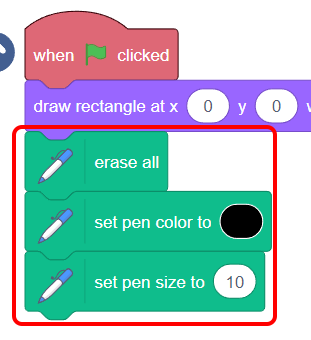 when clicked
draw rectangle at x 0 y 0
erase all
set pen color to
set pen size to 10